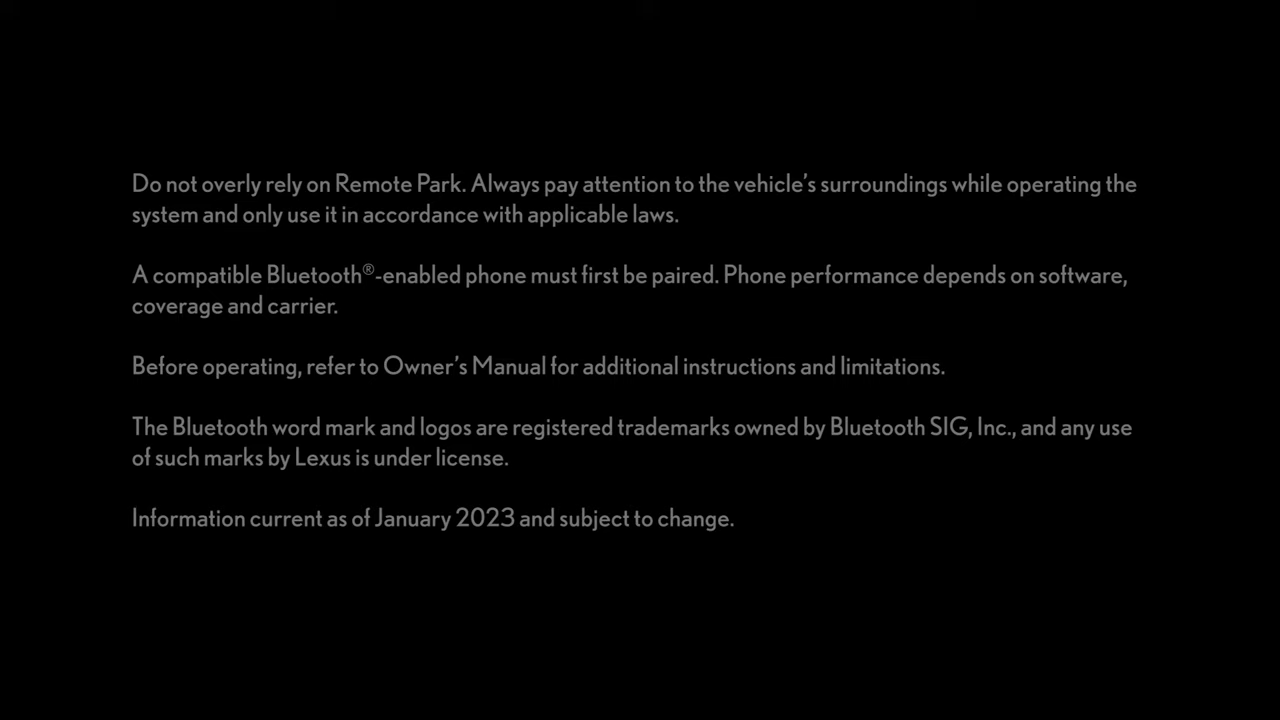 Do not overly rely on Remote Park. Always pay attention to the vehicle's surroundings while operating the
system and only use it in accordance with applicable laws.
A compatible Bluetooth®-enabled phone must first be paired. Phone performance depends on software,
coverage and carrier.
Before operating, refer to Owner's Manual for additional instructions and limitations.
The Bluetooth word mark and logos are registered trademarks owned by Bluetooth SIG, Inc., and any use
of such marks by Lexus is under license.
Information current as of January 2023 and subject to change.